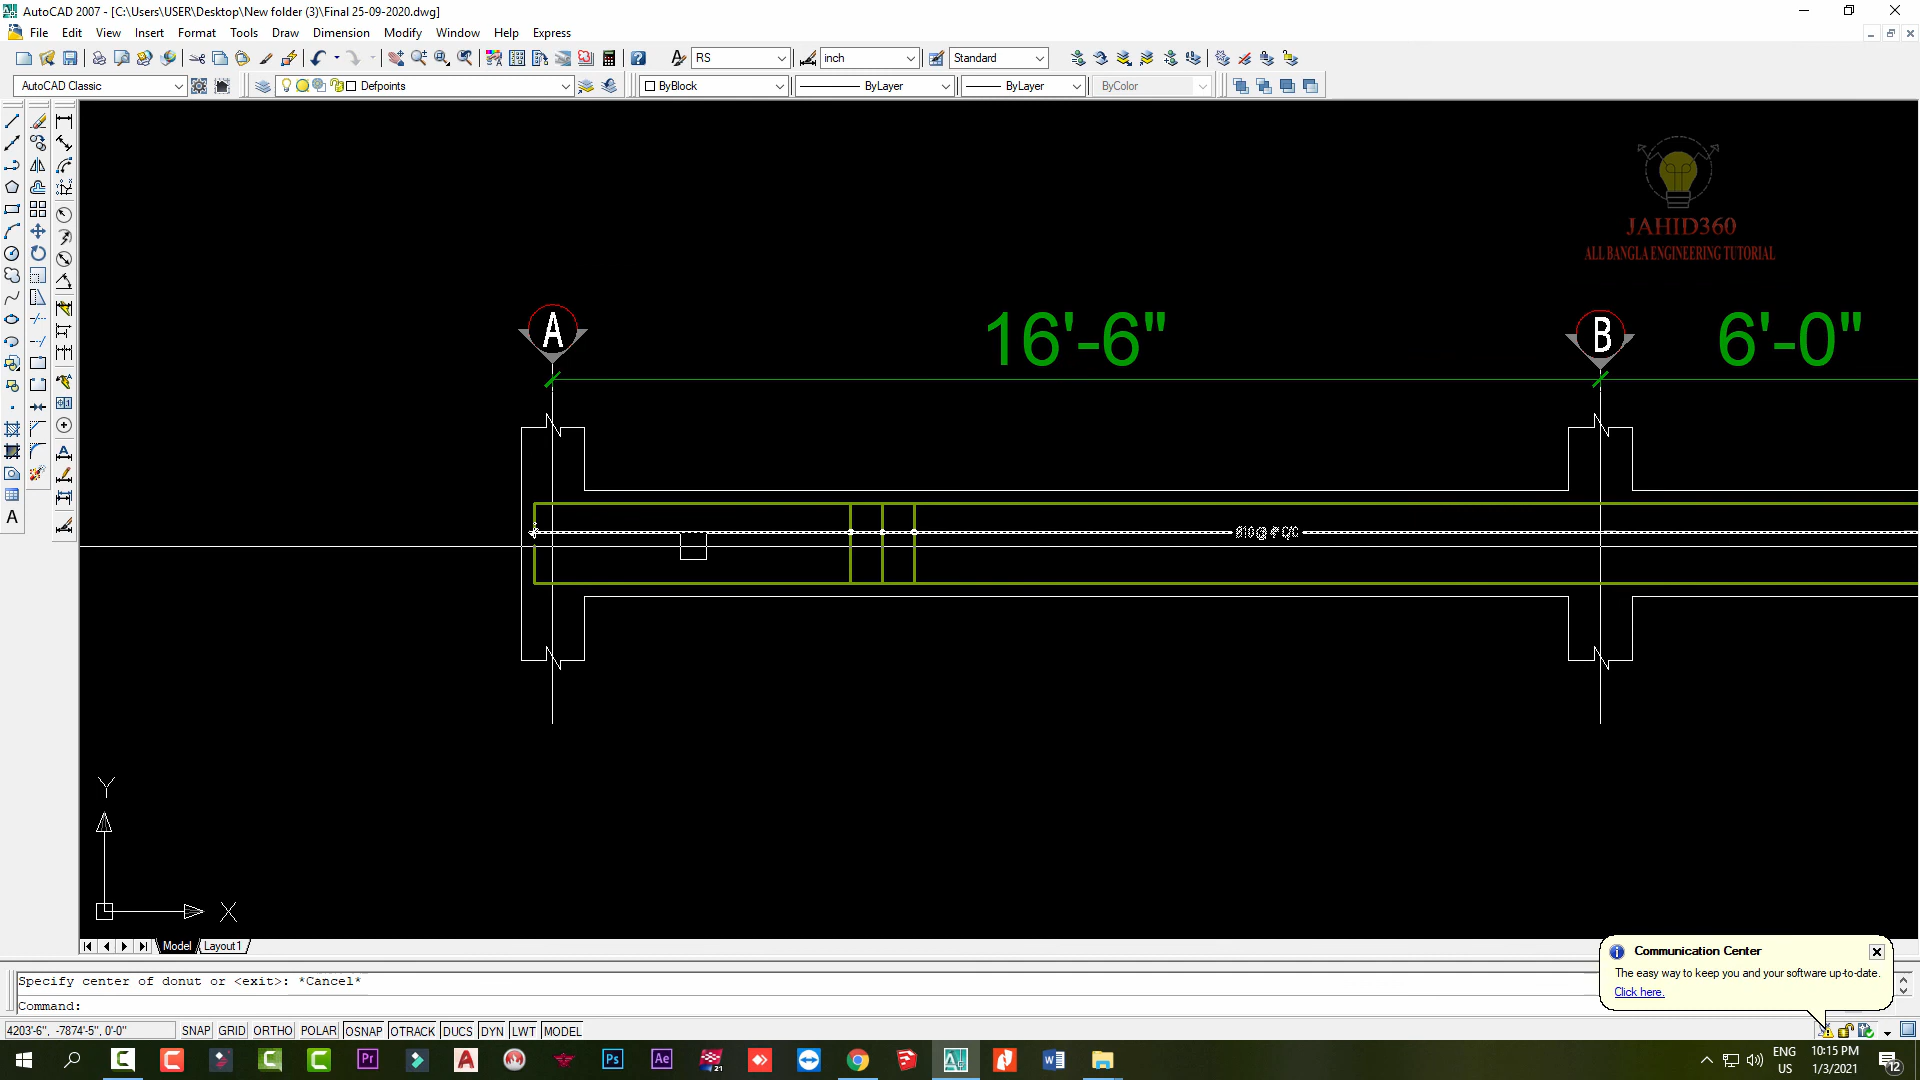 AutoCAD 2007 - [C:\Users\USER\Desktop\New folder (3)\Final 25-09-2020.dwg]
File Edit View Insert Format Tools Draw Dimension Modify Window Help Express
RS inch Standard
AutoCAD Classic Defpoints ByBlock ByLayer ByLayer ByColor
JAHID360
ALL BANGLA ENGINEERING TUTORIAL
A 16'-6" B 6'-0"
Y
X
A
Model Layout1
Communication Center
The easy way to keep you and your software up-to-date.
Click here.
Specify center of donut or <exit>: *Cancel*
Command:
4203'-6", -7874'-5", 0'-0" SNAP GRID ORTHO POLAR OSNAP OTRACK DUCS DYN LWT MODEL
ENG
US
10:15 PM
1/3/2021
12